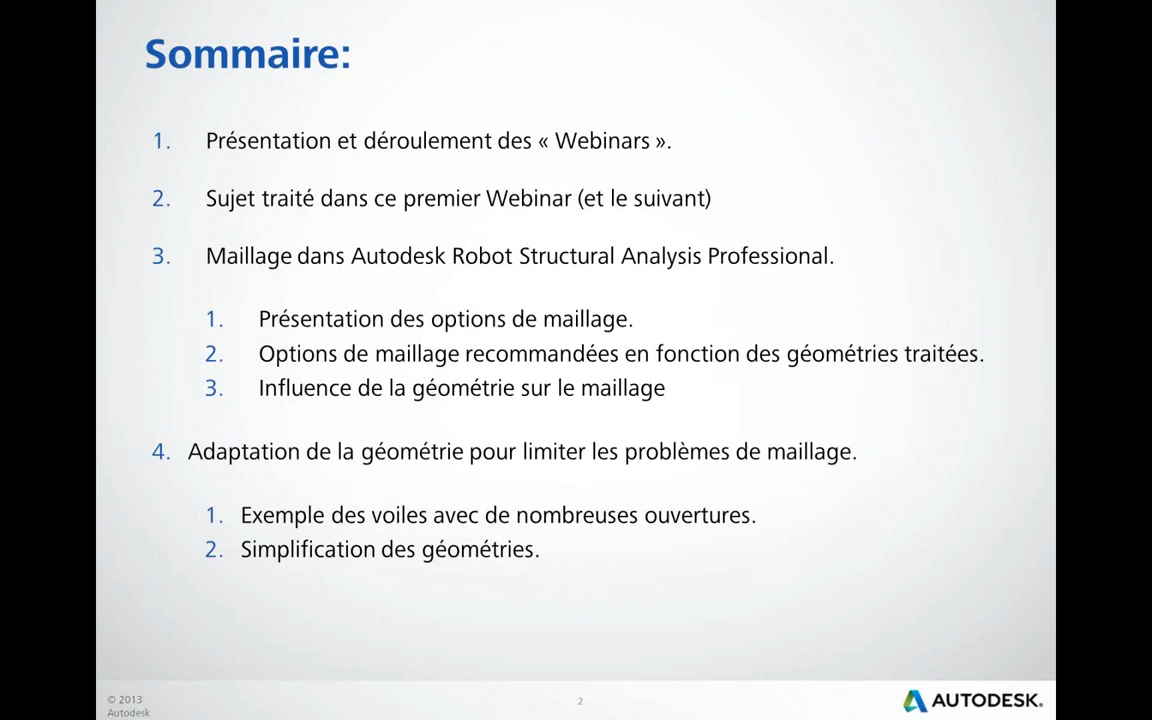 Sommaire:
1. Présentation et déroulement des « Webinars ».
2. Sujet traité dans ce premier Webinar (et le suivant)
3. Maillage dans Autodesk Robot Structural Analysis Professional.
1. Présentation des options de maillage.
2. Options de maillage recommandées en fonction des géométries traitées.
3. Influence de la géométrie sur le maillage
4. Adaptation de la géométrie pour limiter les problèmes de maillage.
1. Exemple des voiles avec de nombreuses ouvertures.
2. Simplification des géométries.
© 2013
Autodesk
2
AUTODESK.